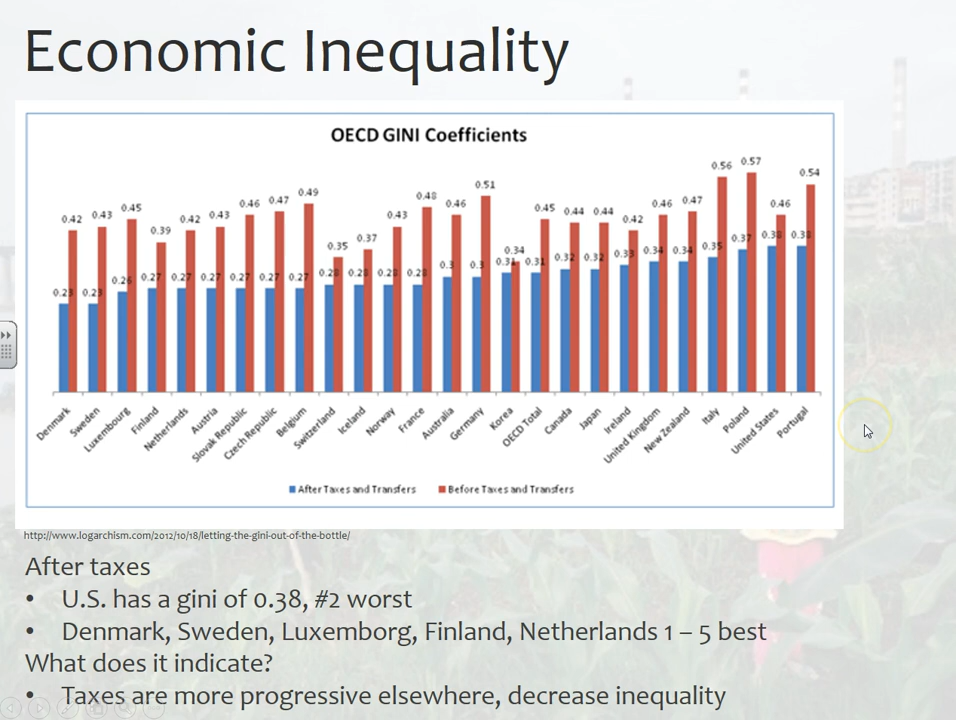 Economic Inequality
OECD GINI Coefficients
0.23 0.42 0.23 0.43 0.26 0.45 0.27 0.39 0.27 0.42 0.27 0.43 0.27 0.46 0.27 0.47 0.27 0.49 0.28 0.35 0.28 0.37 0.28 0.43 0.28 0.48 0.3 0.46 0.3 0.51 0.31 0.34 0.31 0.45 0.32 0.44 0.32 0.44 0.33 0.42 0.34 0.46 0.34 0.47 0.35 0.56 0.37 0.57 0.38 0.46 0.38 0.54
Denmark Sweden Luxembourg Finland Netherlands Austria Slovak Republic Czech Republic Belgium Switzerland Iceland Norway France Australia Germany Korea OECD Total Canada Japan Ireland United Kingdom New Zealand Italy Poland United States Portugal
After Taxes and Transfers Before Taxes and Transfers
http://www.logarchism.com/2012/10/18/letting-the-gini-out-of-the-bottle/
After taxes
• U.S. has a gini of 0.38, #2 worst
• Denmark, Sweden, Luxemborg, Finland, Netherlands 1 – 5 best
What does it indicate?
• Taxes are more progressive elsewhere, decrease inequality